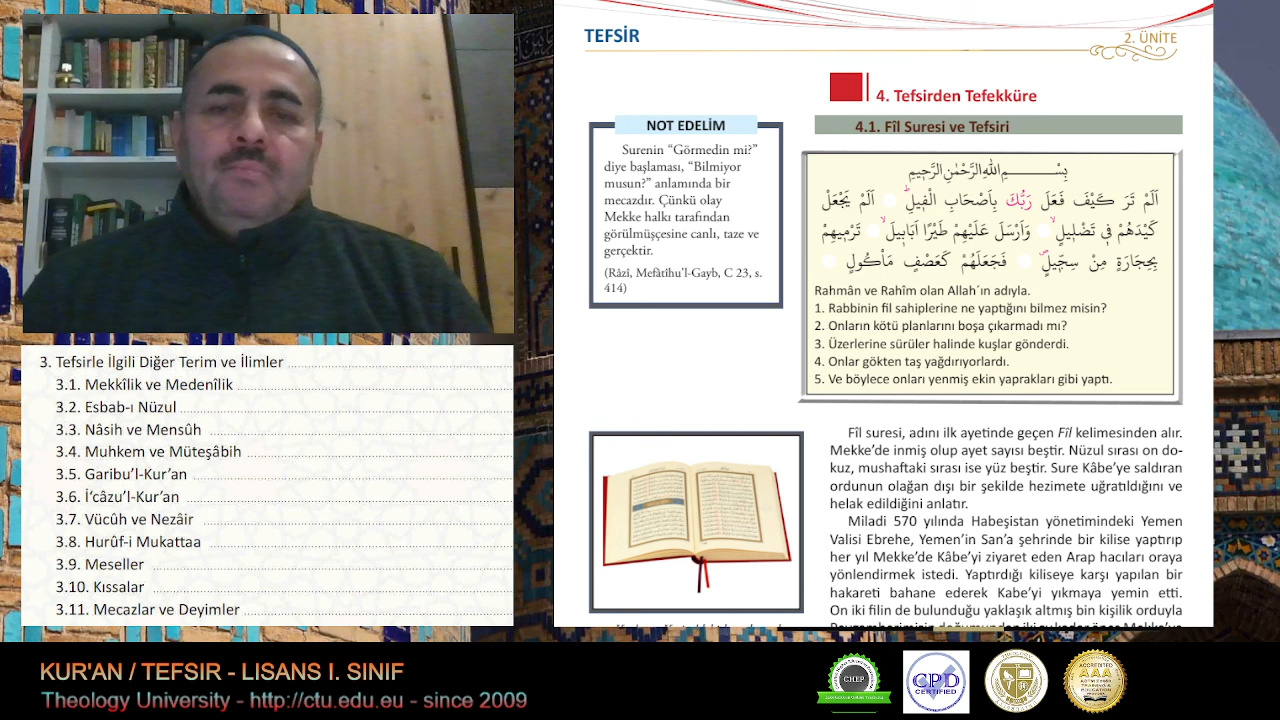 TEFSİR
2. ÜNİTE
4. Tefsirden Tefekküre
4.1. Fîl Suresi ve Tefsiri
NOT EDELİM
Surenin “Görmedin mi?”
diye başlaması, “Bilmiyor
musun?” anlamında bir
mecazdır. Çünkü olay
Mekke halkı tarafından
görülmüşçesine canlı, taze ve
gerçektir.
(Râzî, Mefâtîhu’l-Gayb, C 23, s.
414)
بِسْمِ اللّٰهِ الرَّحْمٰنِ الرَّحِيمِ
اَلَمْ تَرَ كَيْفَ فَعَلَ رَبُّكَ بِاَصْحَابِ الْف۪يلِۜ اَلَمْ يَجْعَلْ
كَيْدَهُمْ ف۪ي تَضْل۪يلٍۙ وَاَرْسَلَ عَلَيْهِمْ طَيْرًا اَبَاب۪يلَۙ تَرْم۪يهِمْ
بِحِجَارَةٍ مِنْ سِجّ۪يلٍۖ فَجَعَلَهُمْ كَعَصْفٍ مَأْكُولٍ
Rahmân ve Rahîm olan Allah´ın adıyla.
1. Rabbinin fil sahiplerine ne yaptığını bilmez misin?
2. Onların kötü planlarını boşa çıkarmadı mı?
3. Üzerlerine sürüler halinde kuşlar gönderdi.
4. Onlar gökten taş yağdırıyorlardı.
5. Ve böylece onları yenmiş ekin yaprakları gibi yaptı.
Fîl suresi, adını ilk ayetinde geçen Fîl kelimesinden alır.
Mekke’de inmiş olup ayet sayısı beştir. Nüzul sırası on do-
kuz, mushaftaki sırası ise yüz beştir. Sure Kâbe’ye saldıran
ordunun olağan dışı bir şekilde hezimete uğratıldığını ve
helak edildiğini anlatır.
Miladi 570 yılında Habeşistan yönetimindeki Yemen
Valisi Ebrehe, Yemen’in San’a şehrinde bir kilise yaptırıp
her yıl Mekke’de Kâbe’yi ziyaret eden Arap hacıları oraya
yönlendirmek istedi. Yaptırdığı kiliseye karşı yapılan bir
hakareti bahane ederek Kabe’yi yıkmaya yemin etti.
On iki filin de bulunduğu yaklaşık altmış bin kişilik orduyla
3. Tefsirle İlgili Diğer Terim ve İlimler
3.1. Mekkîlik ve Medenîlik
3.2. Esbab-ı Nüzul
3.3. Nâsih ve Mensûh
3.4. Muhkem ve Müteşâbih
3.5. Garibu’l-Kur’an
3.6. İ’câzu’l-Kur’an
3.7. Vücûh ve Nezâir
3.8. Hurûf-i Mukattaa
3.9. Meseller
3.10. Kıssalar
3.11. Mecazlar ve Deyimler
KUR'AN / TEFSIR - LISANS I. SINIF
Theology University - http://ctu.edu.eu - since 2009
CHEP
CPD
CERTIFIED
ACCREDITED
AAA